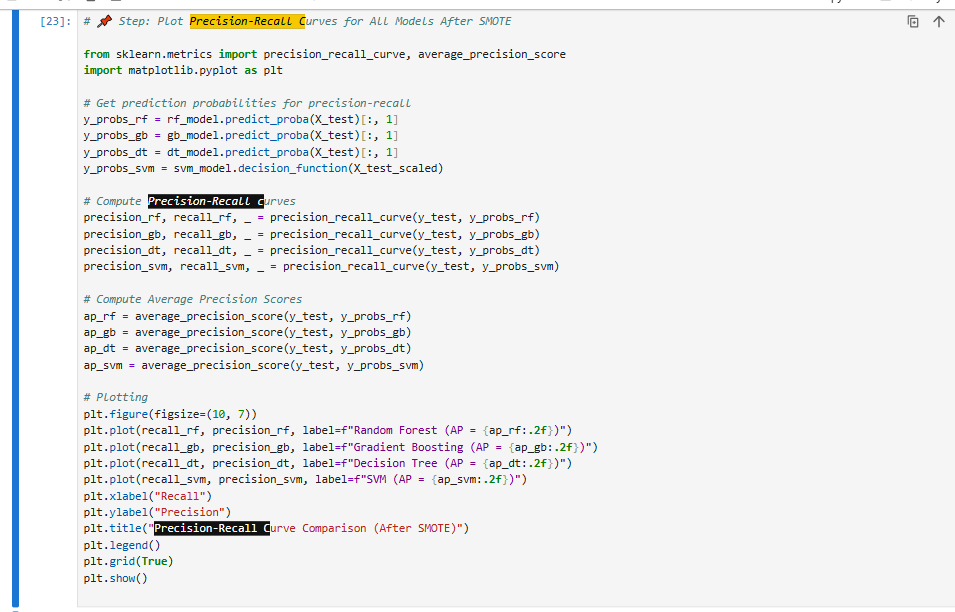 [23]: # 📌 Step: Plot Precision-Recall Curves for All Models After SMOTE
from sklearn.metrics import precision_recall_curve, average_precision_score
import matplotlib.pyplot as plt
# Get prediction probabilities for precision-recall
y_probs_rf = rf_model.predict_proba(X_test)[:, 1]
y_probs_gb = gb_model.predict_proba(X_test)[:, 1]
y_probs_dt = dt_model.predict_proba(X_test)[:, 1]
y_probs_svm = svm_model.decision_function(X_test_scaled)
# Compute Precision-Recall curves
precision_rf, recall_rf, _ = precision_recall_curve(y_test, y_probs_rf)
precision_gb, recall_gb, _ = precision_recall_curve(y_test, y_probs_gb)
precision_dt, recall_dt, _ = precision_recall_curve(y_test, y_probs_dt)
precision_svm, recall_svm, _ = precision_recall_curve(y_test, y_probs_svm)
# Compute Average Precision Scores
ap_rf = average_precision_score(y_test, y_probs_rf)
ap_gb = average_precision_score(y_test, y_probs_gb)
ap_dt = average_precision_score(y_test, y_probs_dt)
ap_svm = average_precision_score(y_test, y_probs_svm)
# Plotting
plt.figure(figsize=(10, 7))
plt.plot(recall_rf, precision_rf, label=f"Random Forest (AP = {ap_rf:.2f})")
plt.plot(recall_gb, precision_gb, label=f"Gradient Boosting (AP = {ap_gb:.2f})")
plt.plot(recall_dt, precision_dt, label=f"Decision Tree (AP = {ap_dt:.2f})")
plt.plot(recall_svm, precision_svm, label=f"SVM (AP = {ap_svm:.2f})")
plt.xlabel("Recall")
plt.ylabel("Precision")
plt.title("Precision-Recall Curve Comparison (After SMOTE)")
plt.legend()
plt.grid(True)
plt.show()